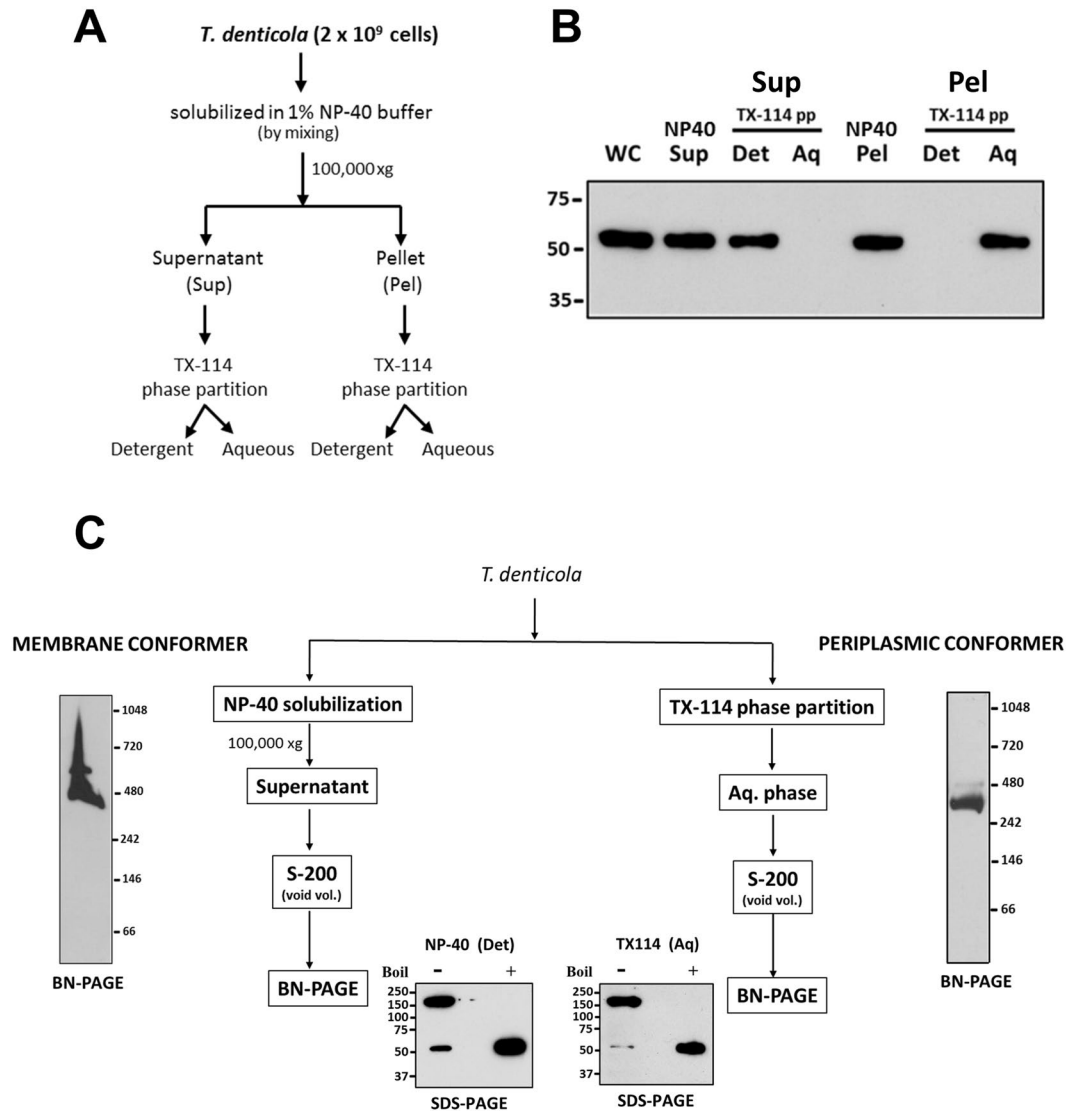 A
T. denticola (2 x 10⁹ cells)
solubilized in 1% NP-40 buffer
(by mixing)
100,000 xg
Supernatant
(Sup)
Pellet
(Pel)
TX-114
phase partition
TX-114
phase partition
Detergent Aqueous Detergent Aqueous
B
Sup Pel
TX-114 pp TX-114 pp
NP40 NP40
WC Sup Det Aq Pel Det Aq
75
50
35
C
T. denticola
MEMBRANE CONFORMER
1048
720
480
242
146
66
BN-PAGE
NP-40 solubilization
100,000 xg
Supernatant
S-200
(void vol.)
BN-PAGE
NP-40 (Det)
Boil - +
250
150
100
75
50
37
SDS-PAGE
TX114 (Aq)
Boil - +
250
150
100
75
50
37
SDS-PAGE
TX-114 phase partition
Aq. phase
S-200
(void vol.)
BN-PAGE
PERIPLASMIC CONFORMER
1048
720
480
242
146
66
BN-PAGE